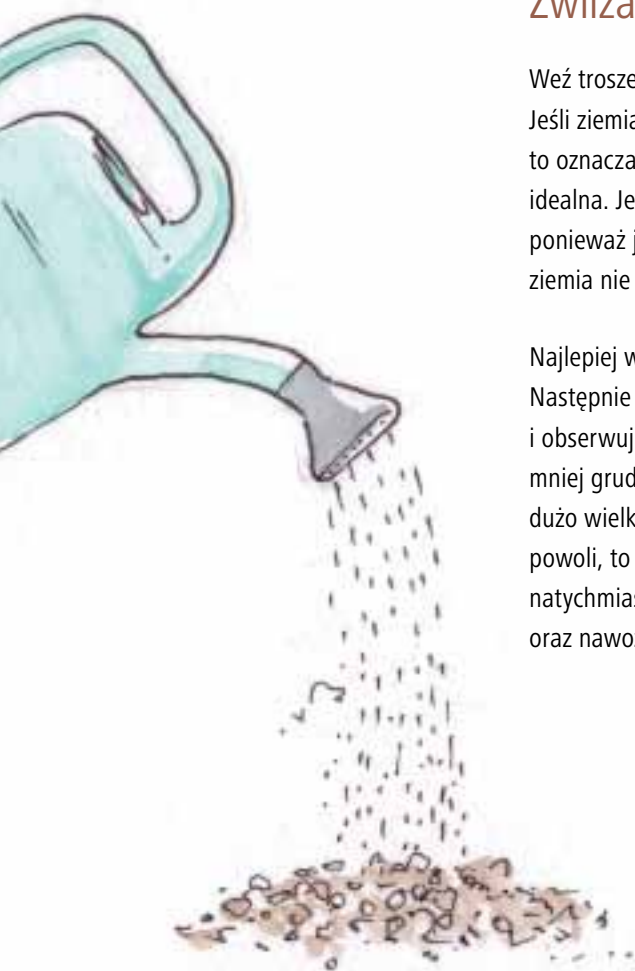 Zwilża
Weź trosze
Jeśli ziemia
to oznacza
idealna. Je
ponieważ j
ziemia nie
Najlepiej w
Następnie
i obserwuj
mniej grud
dużo wielk
powoli, to
natychmias
oraz nawo